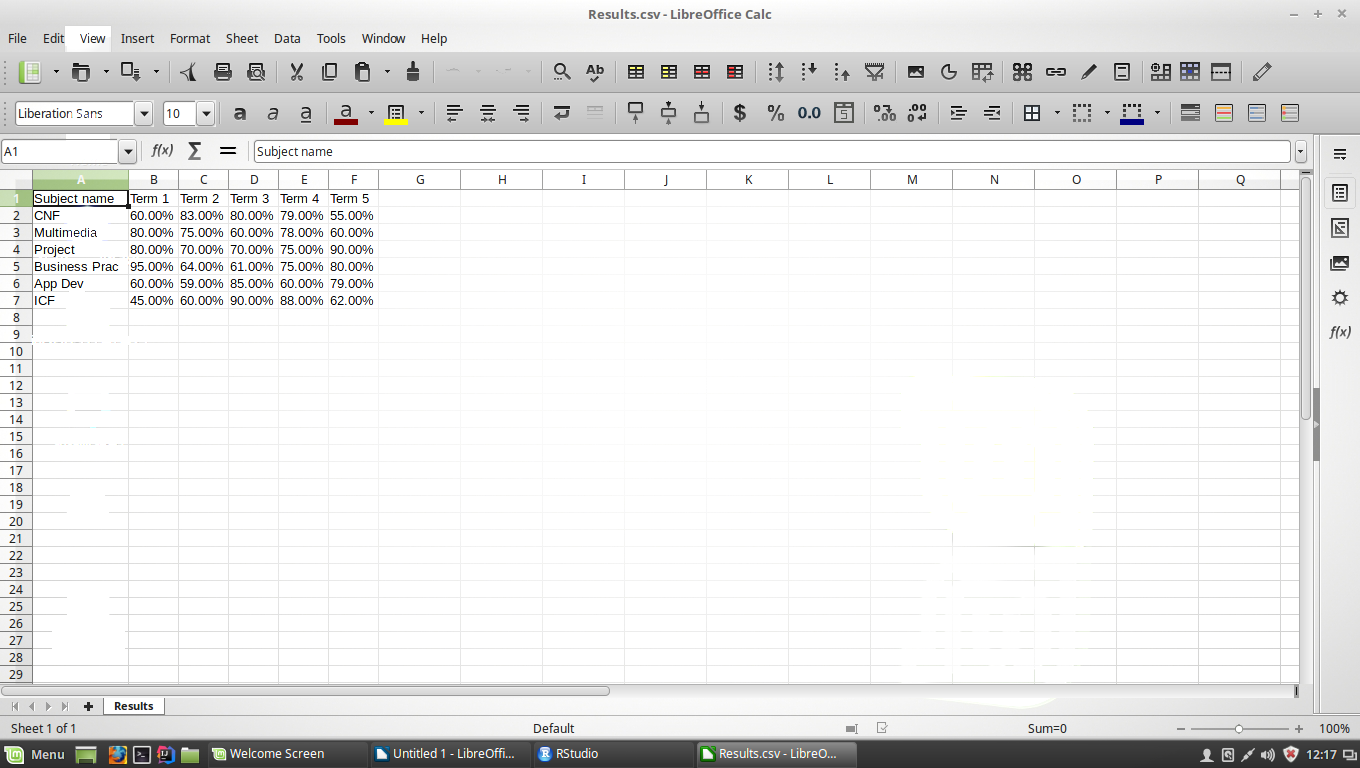 Results.csv - LibreOffice Calc
File Edit View Insert Format Sheet Data Tools Window Help
Liberation Sans 10
A1 f(x) Σ = Subject name
A B C D E F G H I J K L M N O P Q
1 Subject name Term 1 Term 2 Term 3 Term 4 Term 5
2 CNF 60.00% 83.00% 80.00% 79.00% 55.00%
3 Multimedia 80.00% 75.00% 60.00% 78.00% 60.00%
4 Project 80.00% 70.00% 70.00% 75.00% 90.00%
5 Business Prac 95.00% 64.00% 61.00% 75.00% 80.00%
6 App Dev 60.00% 59.00% 85.00% 60.00% 79.00%
7 ICF 45.00% 60.00% 90.00% 88.00% 62.00%
8
9
10
11
12
13
14
15
16
17
18
19
20
21
22
23
24
25
26
27
28
29
Results
Sheet 1 of 1 Default Sum=0 100%
Menu Welcome Screen Untitled 1 - LibreOffi... RStudio Results.csv - LibreO... 12:17